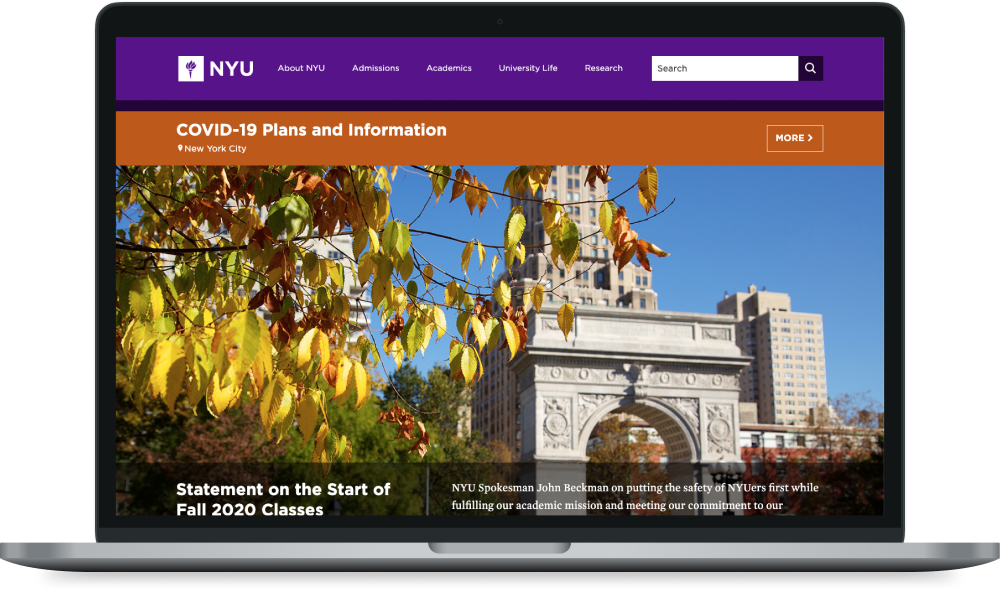 NYU
About NYU
Admissions
Academics
University Life
Research
Search
COVID-19 Plans and Information
New York City
MORE
Statement on the Start of
Fall 2020 Classes
NYU Spokesman John Beckman on putting the safety of NYUers first while
fulfilling our academic mission and meeting our commitment to our